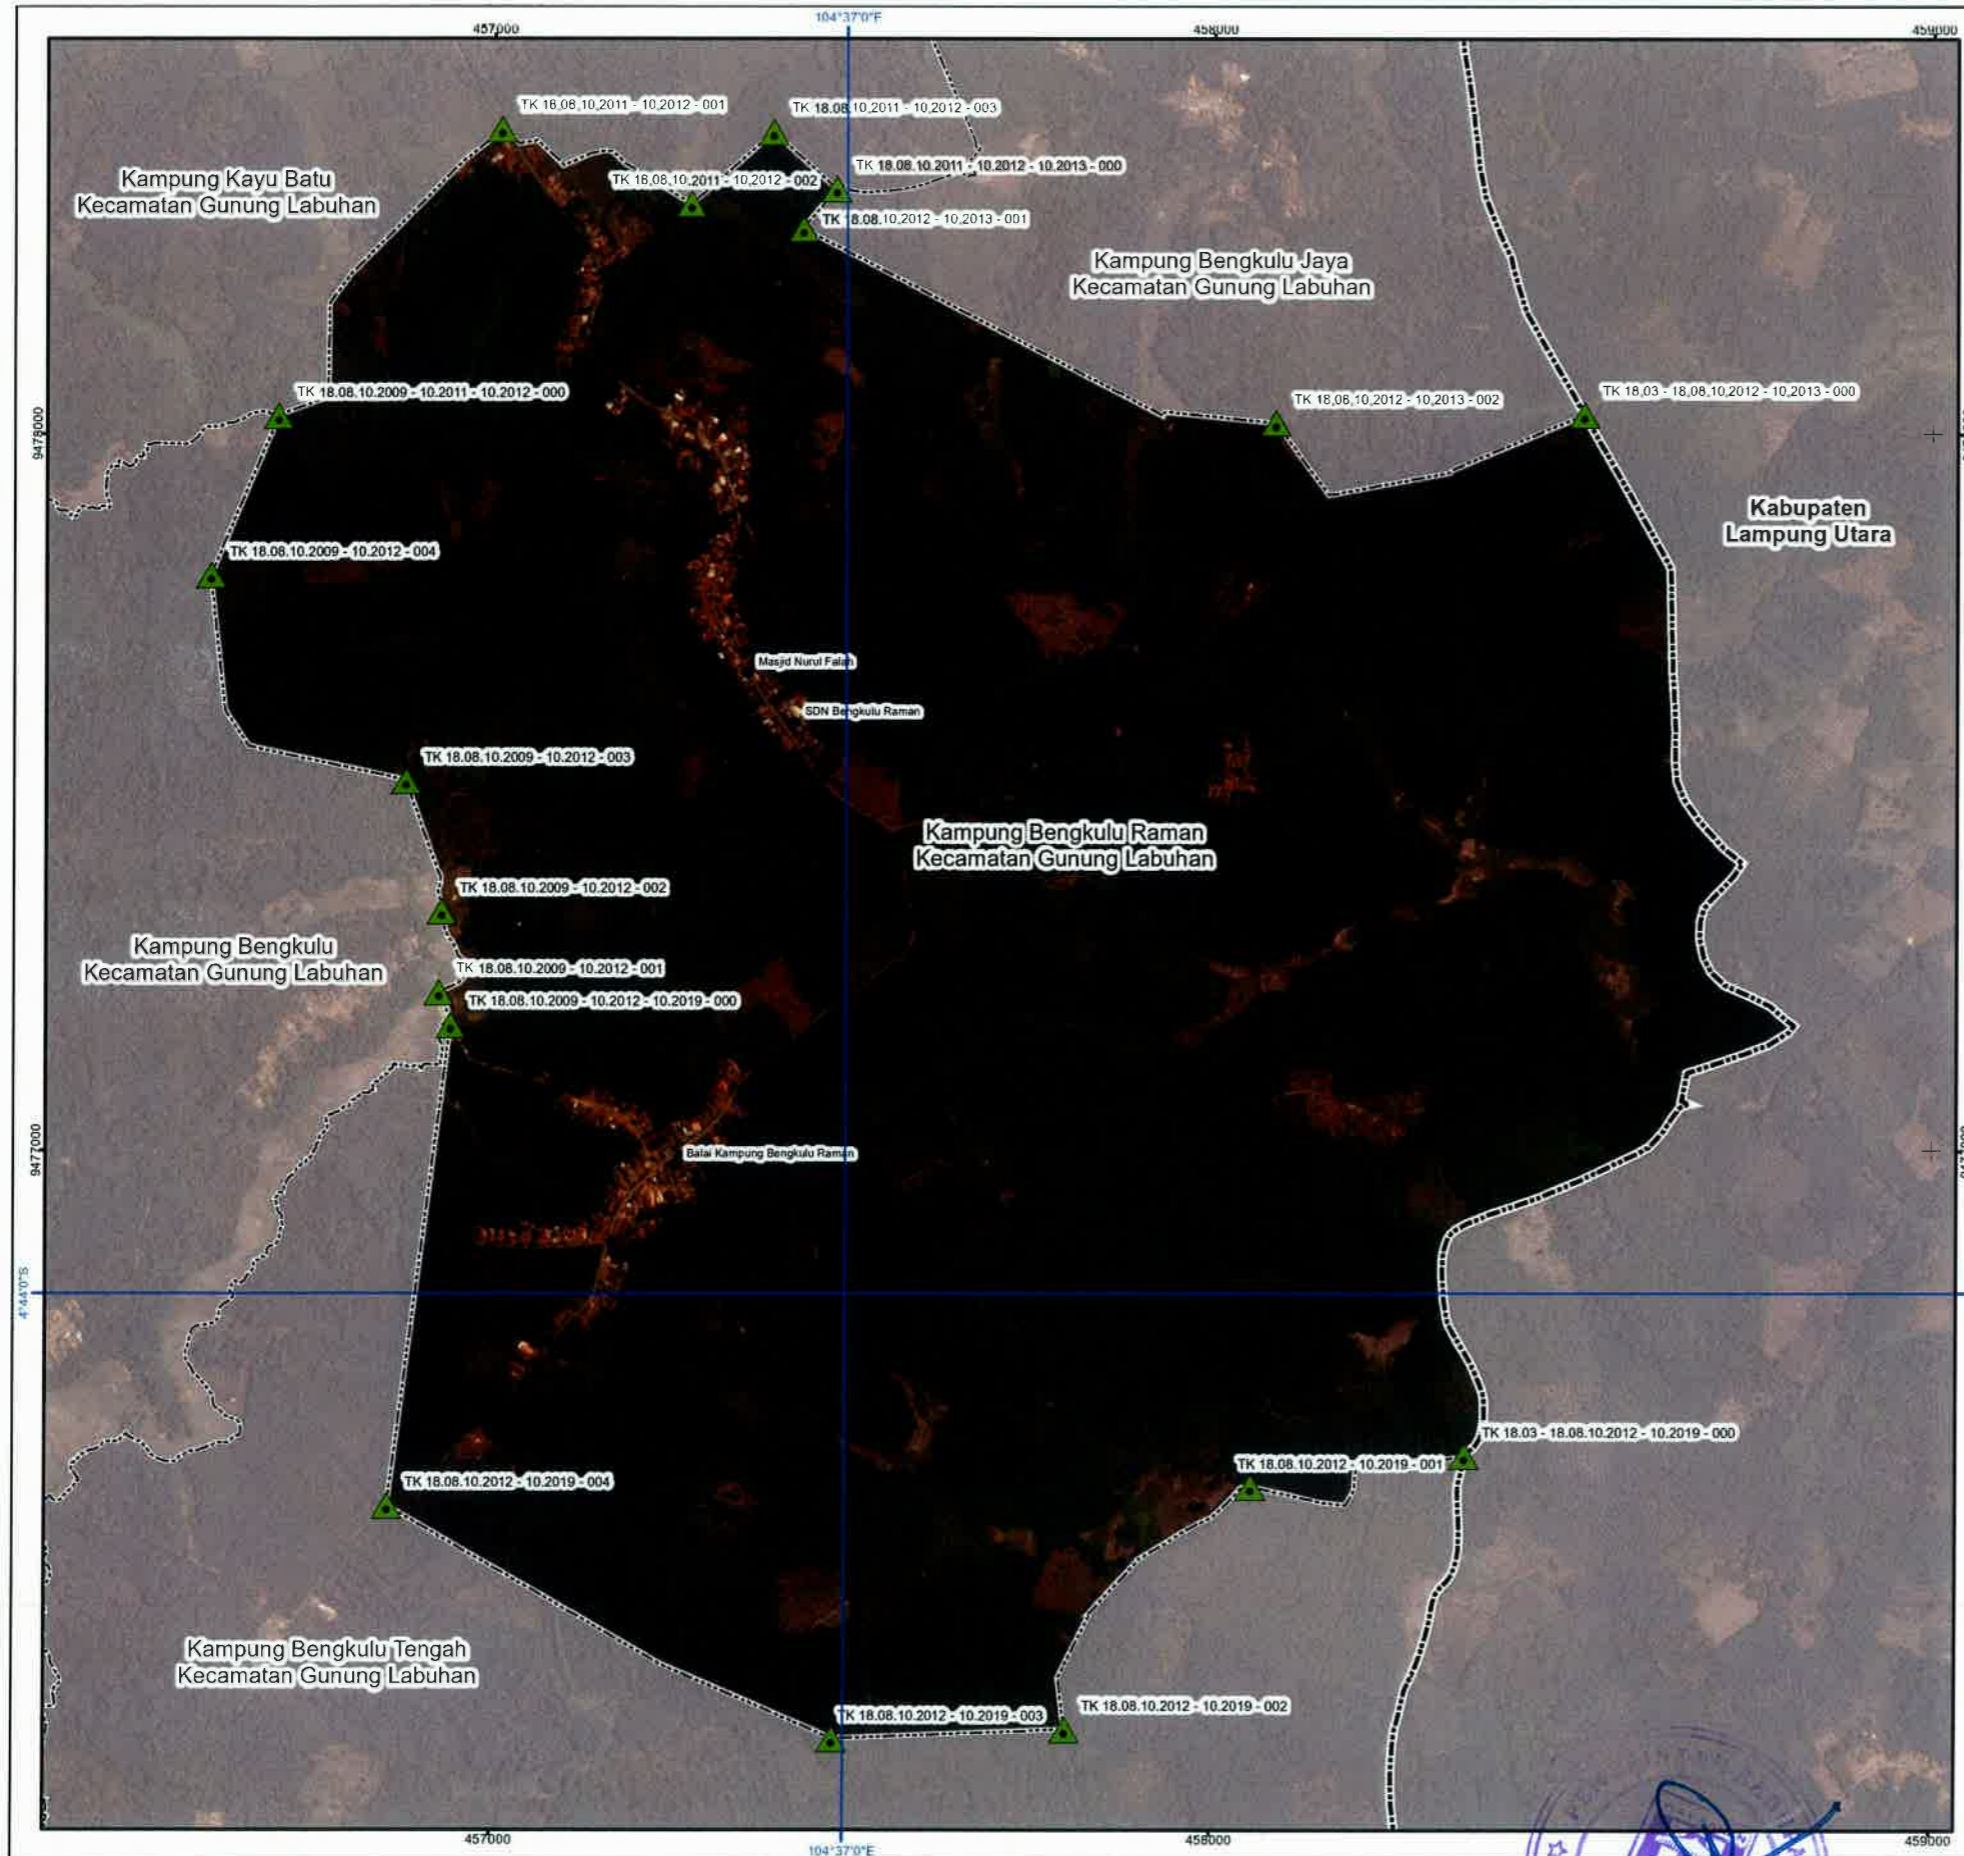 104°37'0"E
457000
458000
459000
TK 18.08.10.2011 - 10.2012 - 001
TK 18.08.10.2011 - 10.2012 - 003
TK 18.08.10.2011 - 10.2012 - 10.2013 - 000
TK 18.08.10.2011 - 10.2012 - 002
TK 18.08.10.2012 - 10.2013 - 001
Kampung Kayu Batu
Kecamatan Gunung Labuhan
Kampung Bengkulu Jaya
Kecamatan Gunung Labuhan
TK 18.08.10.2009 - 10.2011 - 10.2012 - 000
TK 18.08.10.2012 - 10.2013 - 002
TK 18.03 - 18.08.10.2012 - 10.2013 - 000
9478000
Kabupaten
Lampung Utara
TK 18.08.10.2009 - 10.2012 - 004
Masjid Nurul Falah
SDN Bengkulu Raman
TK 18.08.10.2009 - 10.2012 - 003
Kampung Bengkulu Raman
Kecamatan Gunung Labuhan
TK 18.08.10.2009 - 10.2012 - 002
Kampung Bengkulu
Kecamatan Gunung Labuhan
TK 18.08.10.2009 - 10.2012 - 001
TK 18.08.10.2009 - 10.2012 - 10.2019 - 000
9477000
Balai Kampung Bengkulu Raman
4°44'0"S
TK 18.03 - 18.08.10.2012 - 10.2019 - 000
TK 18.08.10.2012 - 10.2019 - 001
TK 18.08.10.2012 - 10.2019 - 004
Kampung Bengkulu Tengah
Kecamatan Gunung Labuhan
TK 18.08.10.2012 - 10.2019 - 003
TK 18.08.10.2012 - 10.2019 - 002
457000
104°37'0"E
458000
459000